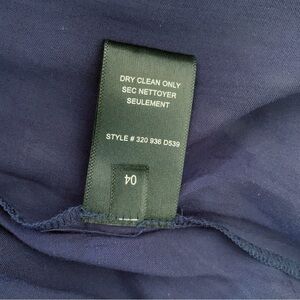 DRY CLEAN ONLY
SEC NETTOYER
SEULEMENT
STYLE # 320 936 D539
04